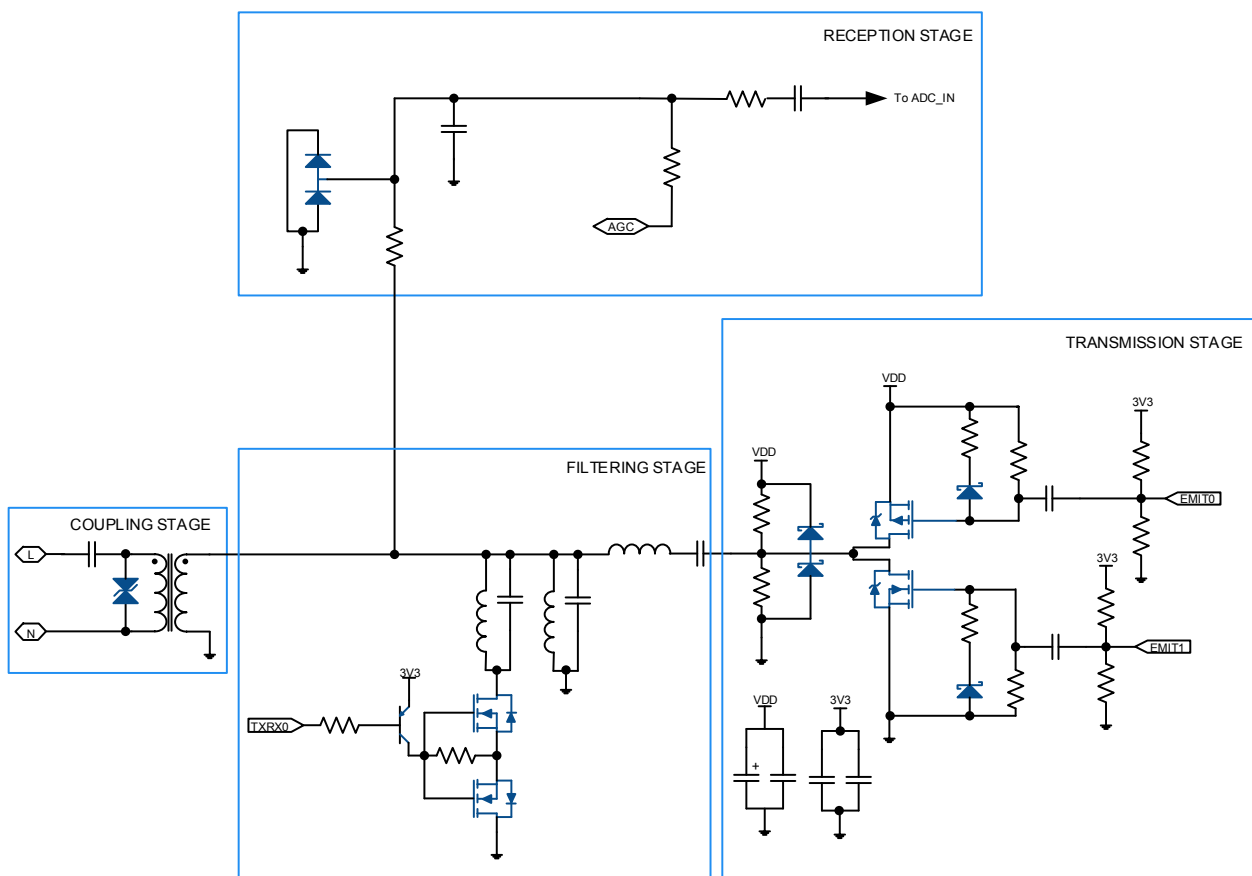 RECEPTION STAGE
To ADC_IN
AGC
TRANSMISSION STAGE
VDD
3V3
EMIT0
VDD
FILTERING STAGE
COUPLING STAGE
L
N
3V3
EMIT1
3V3
TXRX0
VDD
3V3
+